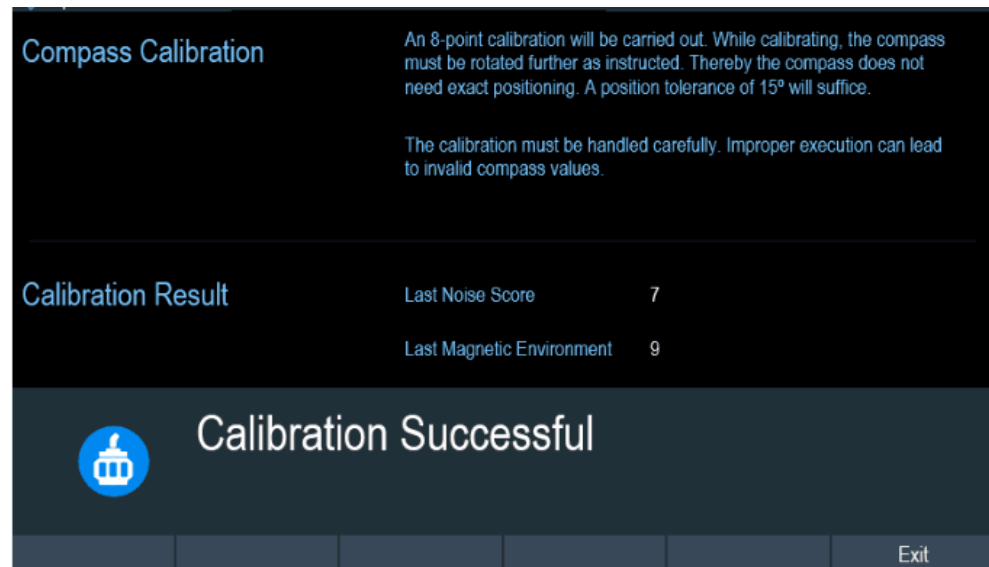 Compass Calibration
An 8-point calibration will be carried out. While calibrating, the compass
must be rotated further as instructed. Thereby the compass does not
need exact positioning. A position tolerance of 15º will suffice.
The calibration must be handled carefully. Improper execution can lead
to invalid compass values.
Calibration Result
Last Noise Score 7
Last Magnetic Environment 9
Calibration Successful
Exit